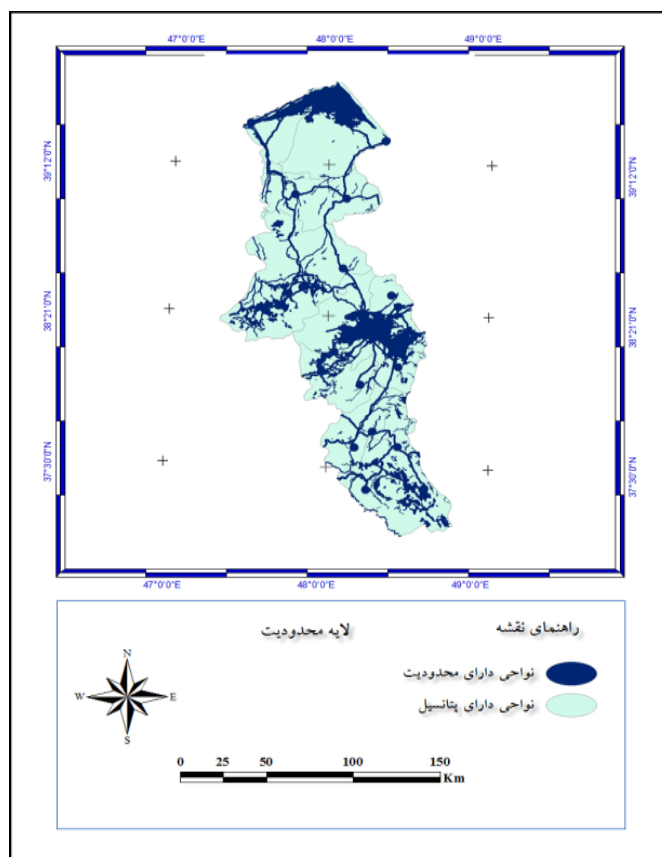 47°0'0"E 48°0'0"E 49°0'0"E
39°12'0"N 39°12'0"N
38°21'0"N 38°21'0"N
37°30'0"N 37°30'0"N
47°0'0"E 48°0'0"E 49°0'0"E
راهنمای نقشه
لایه محدودیت
نواحی دارای محدودیت
نواحی دارای پتانسیل
N
W E
S
0 25 50 100 150
Km